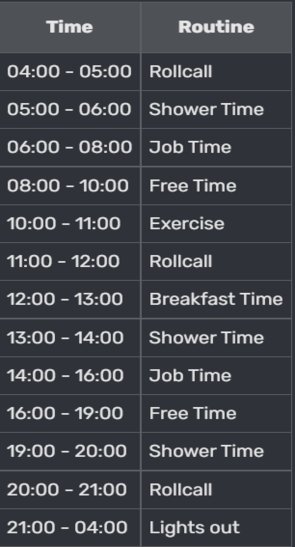 Time Routine
04:00 - 05:00 Rollcall
05:00 - 06:00 Shower Time
06:00 - 08:00 Job Time
08:00 - 10:00 Free Time
10:00 - 11:00 Exercise
11:00 - 12:00 Rollcall
12:00 - 13:00 Breakfast Time
13:00 - 14:00 Shower Time
14:00 - 16:00 Job Time
16:00 - 19:00 Free Time
19:00 - 20:00 Shower Time
20:00 - 21:00 Rollcall
21:00 - 04:00 Lights out